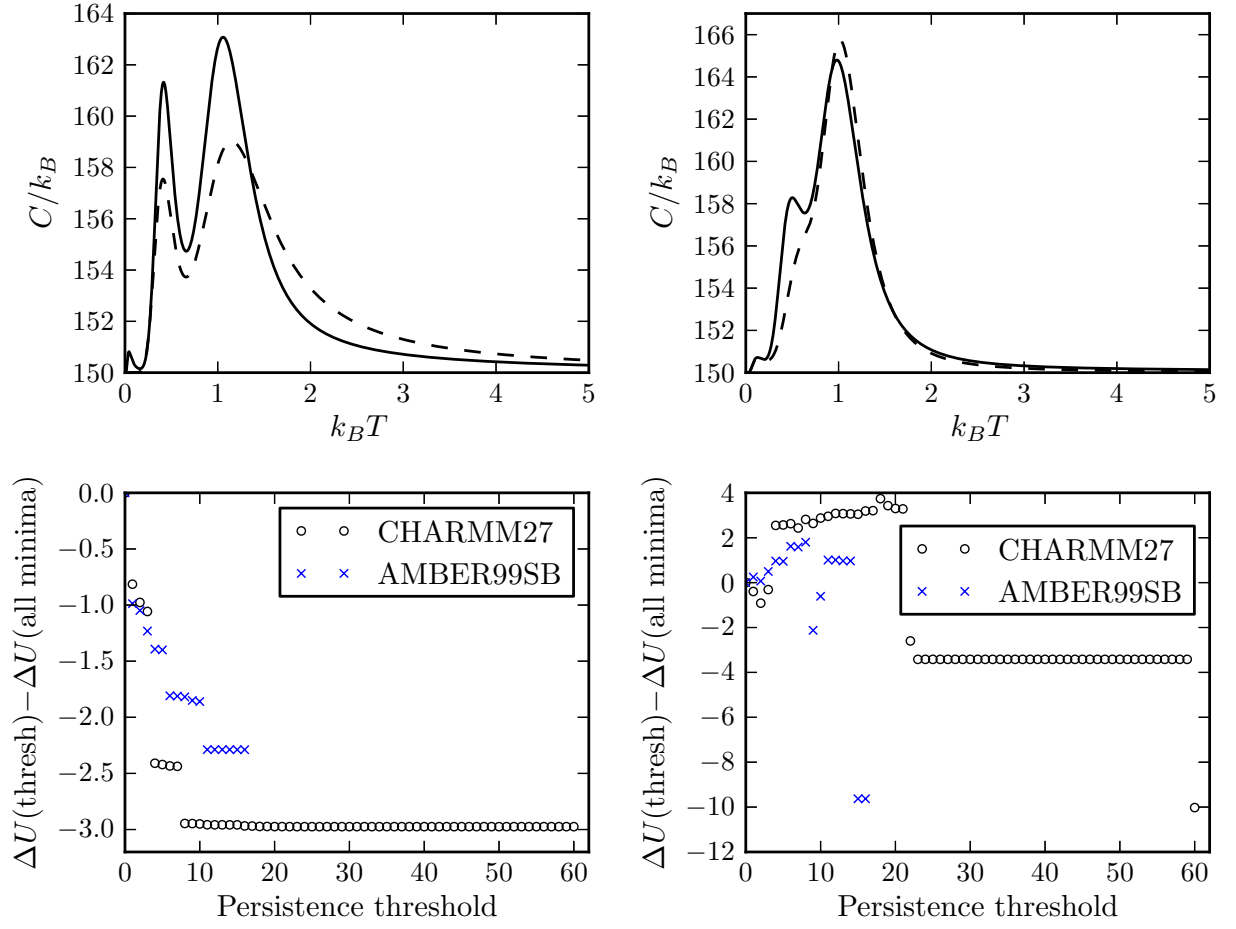 164
162
160
158
156
154
152
150
C/k_B
0 1 2 3 4 5
k_BT
166
164
162
160
158
156
154
152
150
C/k_B
0 1 2 3 4 5
k_BT
0.0
−0.5
−1.0
−1.5
−2.0
−2.5
−3.0
ΔU(thresh)−ΔU(all minima)
CHARMM27
AMBER99SB
0 10 20 30 40 50 60
Persistence threshold
4
2
0
−2
−4
−6
−8
−10
−12
ΔU(thresh)−ΔU(all minima)
CHARMM27
AMBER99SB
0 10 20 30 40 50 60
Persistence threshold